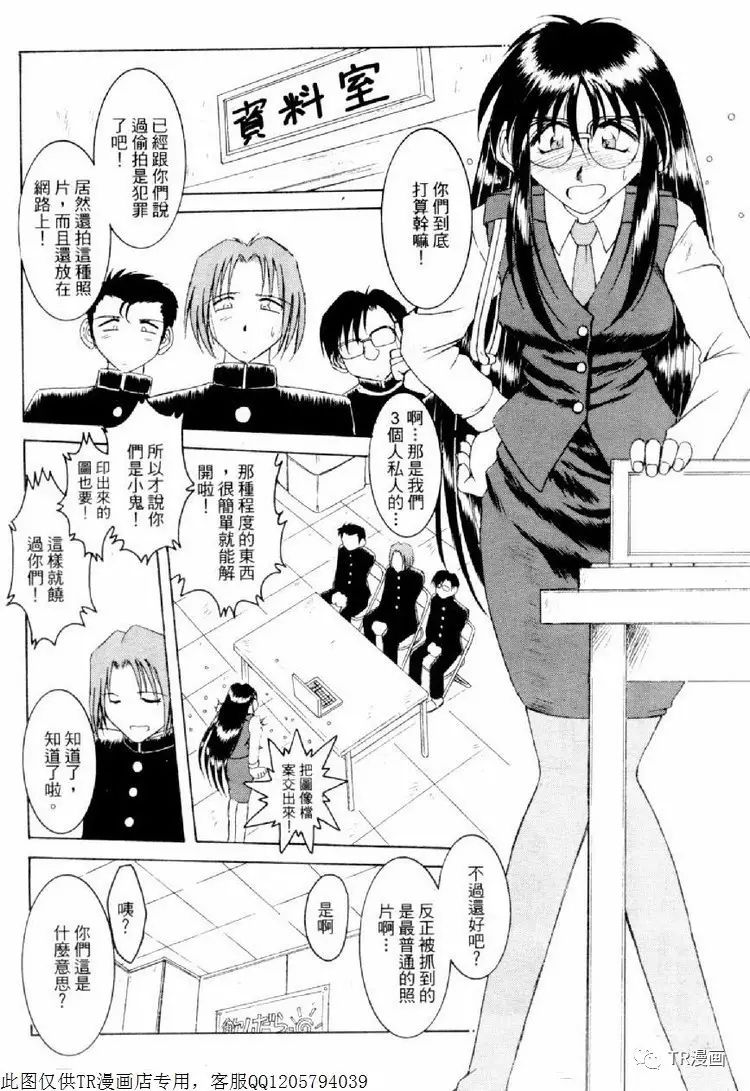 資料室
你們到底
打算幹嘛！
已經跟你們說
過偷拍是犯罪
了吧！
居然還拍這種照
片，而且還放在
網路上！
啊…那是我們
3個人私人的…
那種程度的東西
，很簡單就能解
開啦！
所以才說你
們是小鬼！
印出來的
圖也要！
這樣就饒
過你們！
把圖像檔
案交出來！
知道了，
知道了啦。
不過還好吧？
反正被抓到的
是最普通的照
片啊…
是啊
咦？
你們這是
什麼意思？
飲んだら
TR漫画
此图仅供TR漫画店专用，客服QQ1205794039